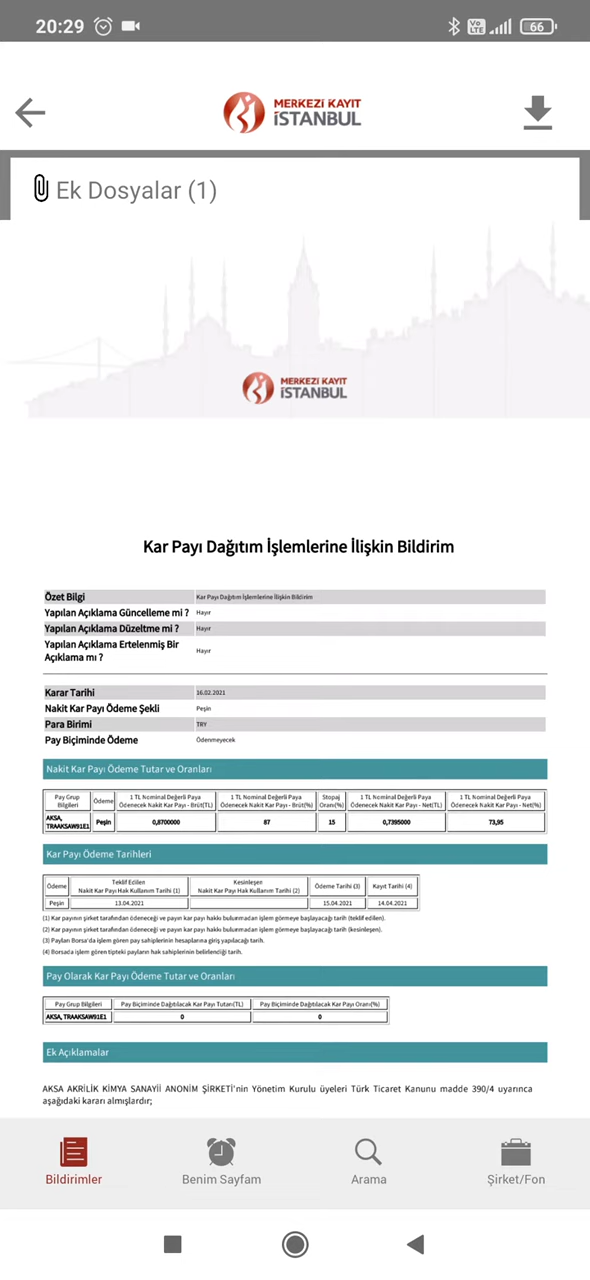 20:29
Vo LTE
66
MERKEZİ KAYIT
İSTANBUL
Ek Dosyalar (1)
MERKEZİ KAYIT
İSTANBUL
Kar Payı Dağıtım İşlemlerine İlişkin Bildirim
Özet Bilgi Kar Payı Dağıtım İşlemlerine İlişkin Bildirim
Yapılan Açıklama Güncelleme mi ? Hayır
Yapılan Açıklama Düzeltme mi ? Hayır
Yapılan Açıklama Ertelenmiş Bir
Açıklama mı ? Hayır
Karar Tarihi 16.02.2021
Nakit Kar Payı Ödeme Şekli Peşin
Para Birimi TRY
Pay Biçiminde Ödeme Ödenmeyecek
Nakit Kar Payı Ödeme Tutar ve Oranları
Pay Grup Bilgileri Ödeme 1 TL Nominal Değerli Paya Ödenecek Nakit Kar Payı - Brüt(TL) 1 TL Nominal Değerli Paya Ödenecek Nakit Kar Payı - Brüt(%) Stopaj Oranı(%) 1 TL Nominal Değerli Paya Ödenecek Nakit Kar Payı - Net(TL) 1 TL Nominal Değerli Paya Ödenecek Nakit Kar Payı - Net(%)
AKSA, TRAAKSAW91E1 Peşin 0,8700000 87 15 0,7395000 73,95
Kar Payı Ödeme Tarihleri
Ödeme Teklif Edilen Nakit Kar Payı Hak Kullanım Tarihi (1) Kesinleşen Nakit Kar Payı Hak Kullanım Tarihi (2) Ödeme Tarihi (3) Kayıt Tarihi (4)
Peşin 13.04.2021 15.04.2021 14.04.2021
(1) Kar payının şirket tarafından ödeneceği ve payın kar payı hakkı bulunmadan işlem görmeye başlayacağı tarih (teklif edilen).
(2) Kar payının şirket tarafından ödeneceği ve payın kar payı hakkı bulunmadan işlem görmeye başlayacağı tarih (kesinleşen).
(3) Payları Borsa'da işlem gören pay sahiplerinin hesaplarına giriş yapılacağı tarih.
(4) Borsada işlem gören tipteki payların hak sahiplerinin belirlendiği tarih.
Pay Olarak Kar Payı Ödeme Tutar ve Oranları
Pay Grup Bilgileri Pay Biçiminde Dağıtılacak Kar Payı Tutarı(TL) Pay Biçiminde Dağıtılacak Kar Payı Oranı(%)
AKSA, TRAAKSAW91E1 0 0
Ek Açıklamalar
AKSA AKRİLİK KİMYA SANAYİİ ANONİM ŞİRKETİ'nin Yönetim Kurulu üyeleri Türk Ticaret Kanunu madde 390/4 uyarınca
aşağıdaki kararı almışlardır;
Bildirimler
Benim Sayfam
Arama
Şirket/Fon